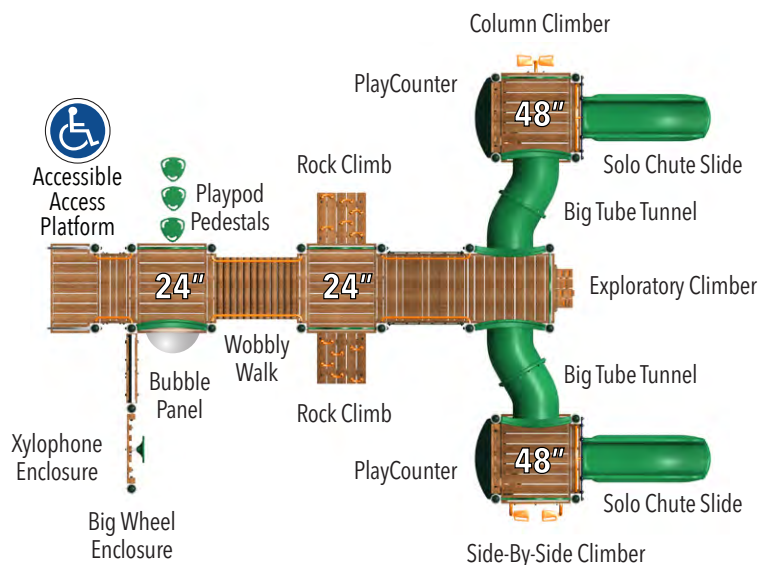 Column Climber
PlayCounter
48"
Solo Chute Slide
Accessible
Access
Platform
Playpod
Pedestals
Rock Climb
Big Tube Tunnel
24"
24"
Exploratory Climber
Wobbly
Walk
Bubble
Panel
Rock Climb
Big Tube Tunnel
Xylophone
Enclosure
PlayCounter
48"
Solo Chute Slide
Big Wheel
Enclosure
Side-By-Side Climber